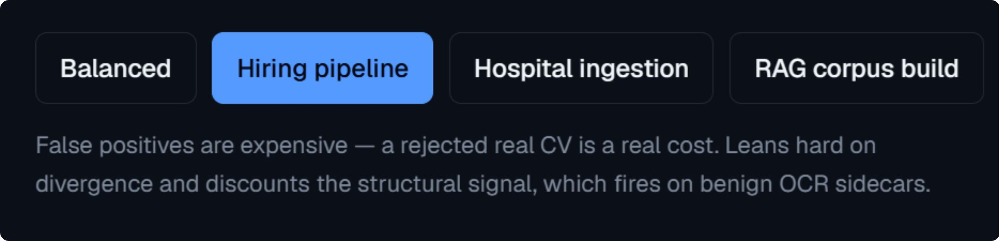 Balanced
Hiring pipeline
Hospital ingestion
RAG corpus build
False positives are expensive — a rejected real CV is a real cost. Leans hard on
divergence and discounts the structural signal, which fires on benign OCR sidecars.